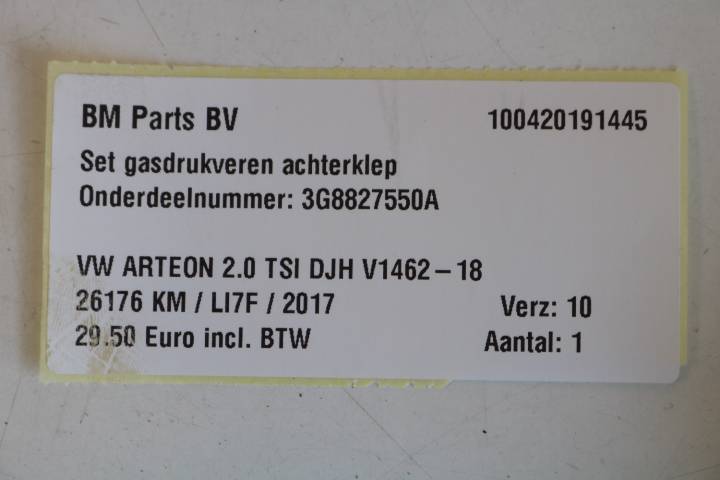 BM Parts BV 100420191445
Set gasdrukveren achterklep
Onderdeelnummer: 3G8827550A
VW ARTEON 2.0 TSI DJH V1462-18
26176 KM / LI7F / 2017 Verz: 10
29.50 Euro incl. BTW Aantal: 1